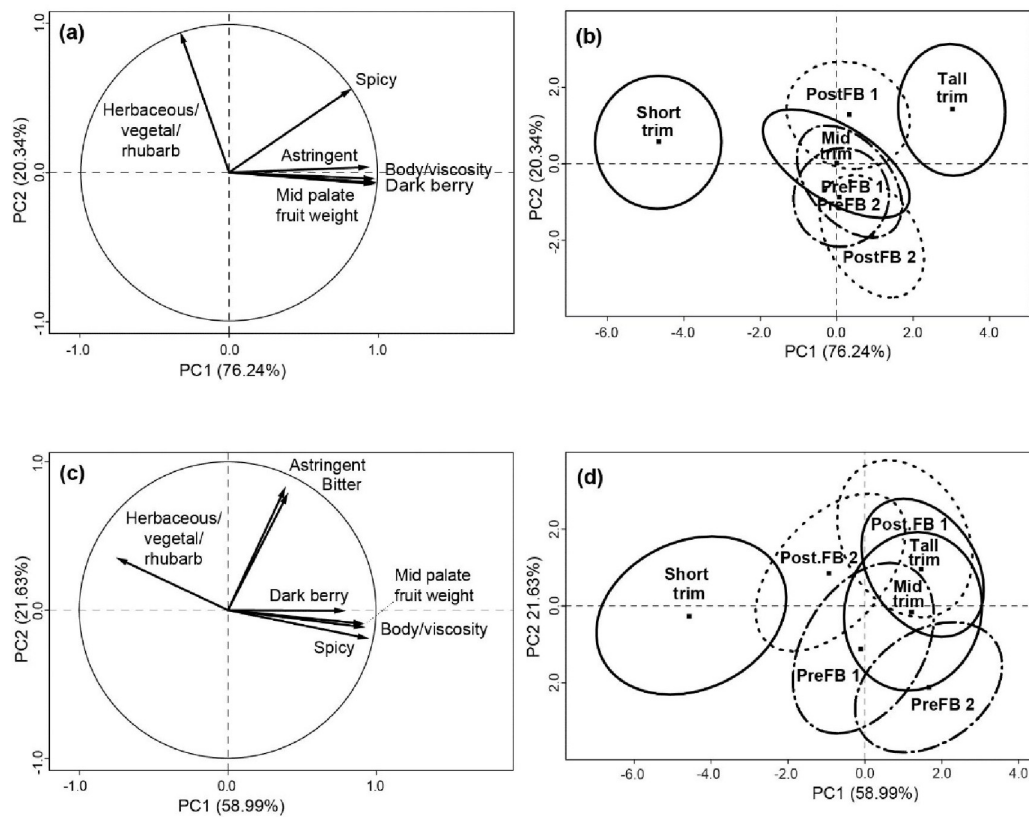 (a)
1.0
0.0
-1.0
PC2 (20.34%)
Herbaceous/
vegetal/
rhubarb
Spicy
Astringent
Body/viscosity
Dark berry
Mid palate
fruit weight
-1.0
0.0
1.0
PC1 (76.24%)
(b)
2.0
0.0
-2.0
PC2 (20.34%)
Short
trim
PostFB 1
Tall
trim
Mid
trim
PreFB 1
PreFB 2
PostFB 2
-6.0
-4.0
0.0
2.0
4.0
PC1 (76.24%)
(c)
1.0
0.0
-1.0
PC2 (21.63%)
Herbaceous/
vegetal/
rhubarb
Astringent
Bitter
Dark berry
Mid palate
fruit weight
Body/viscosity
Spicy
-1.0
0.0
1.0
PC1 (58.99%)
(d)
2.0
0.0
2.0
PC2 21.63%)
Short
trim
Post.FB 2
Post.FB 1
Tall
trim
Mid
trim
PreFB 1
PreFB 2
-6.0
-4.0
0.0
2.0
4.0
PC1 (58.99%)